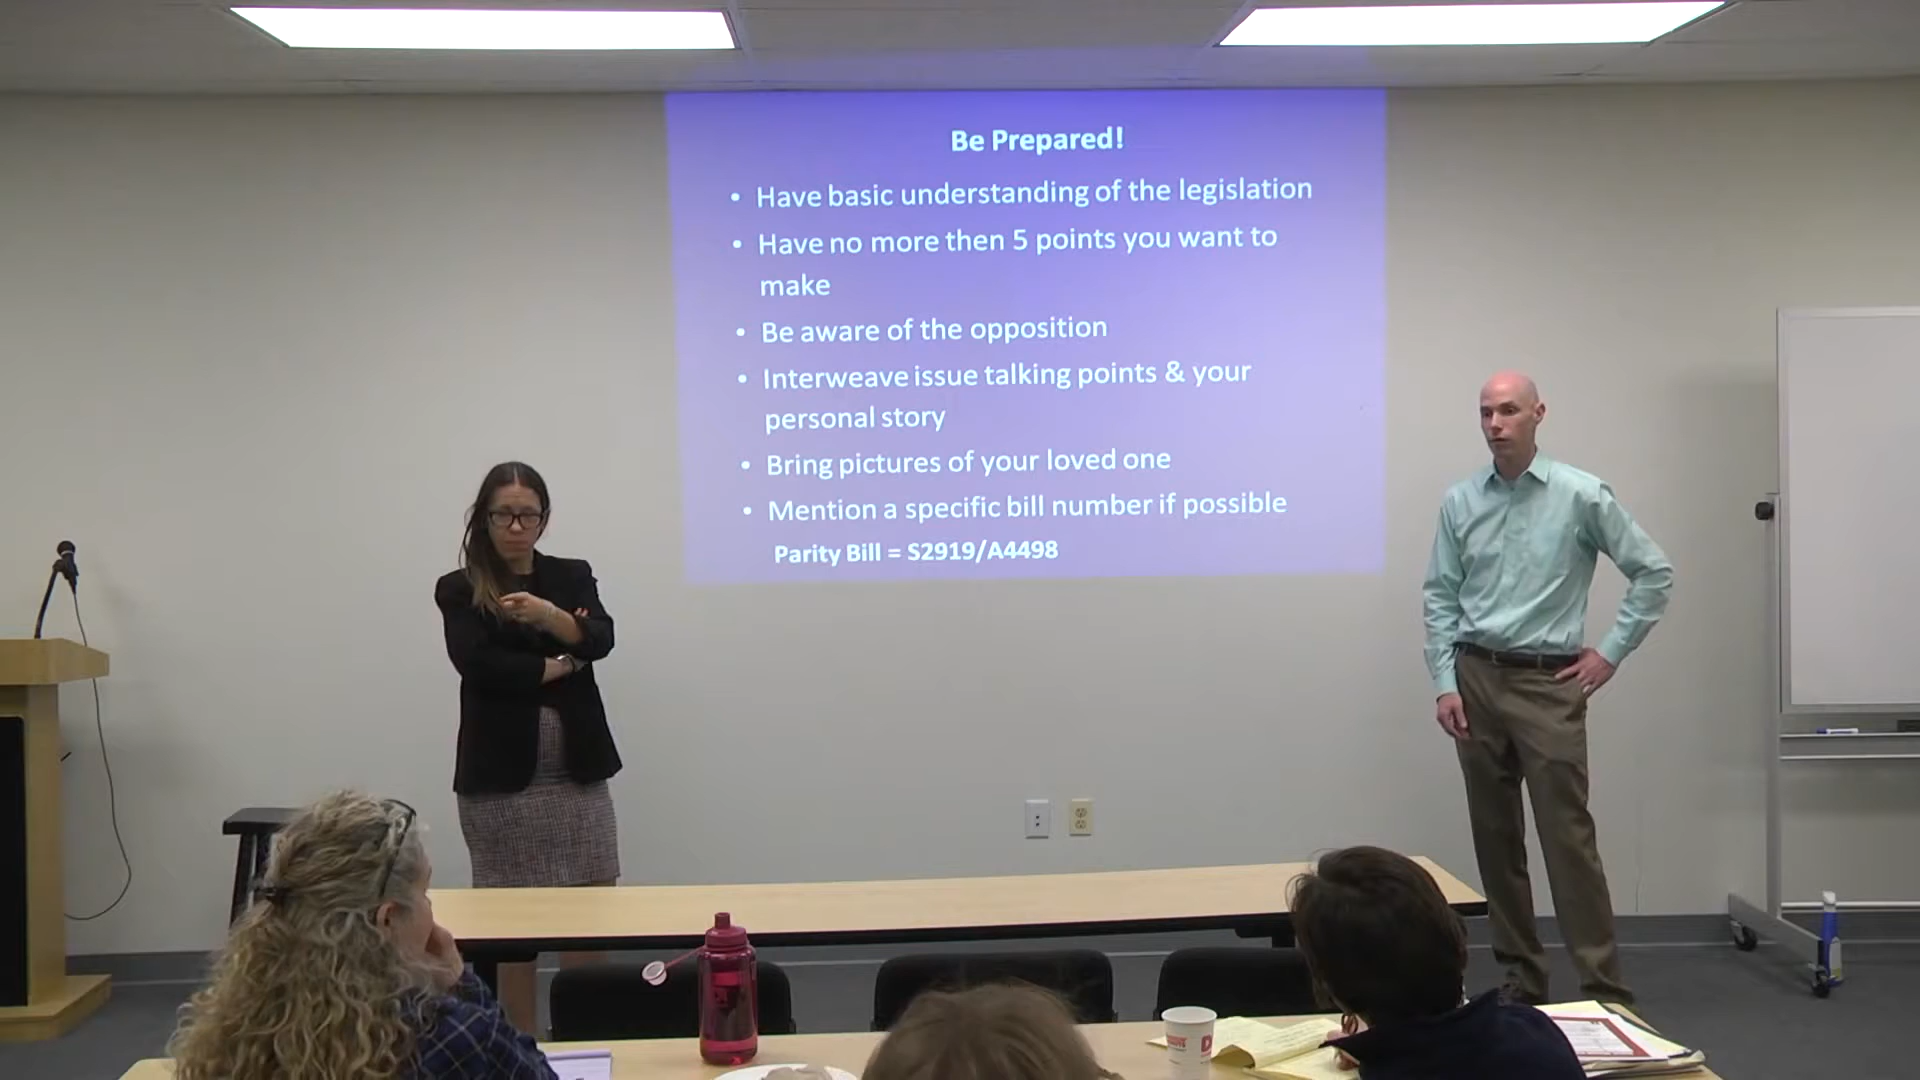 Be Prepared!
• Have basic understanding of the legislation
• Have no more then 5 points you want to
make
• Be aware of the opposition
• Interweave issue talking points & your
personal story
• Bring pictures of your loved one
• Mention a specific bill number if possible
Parity Bill = S2919/A4498